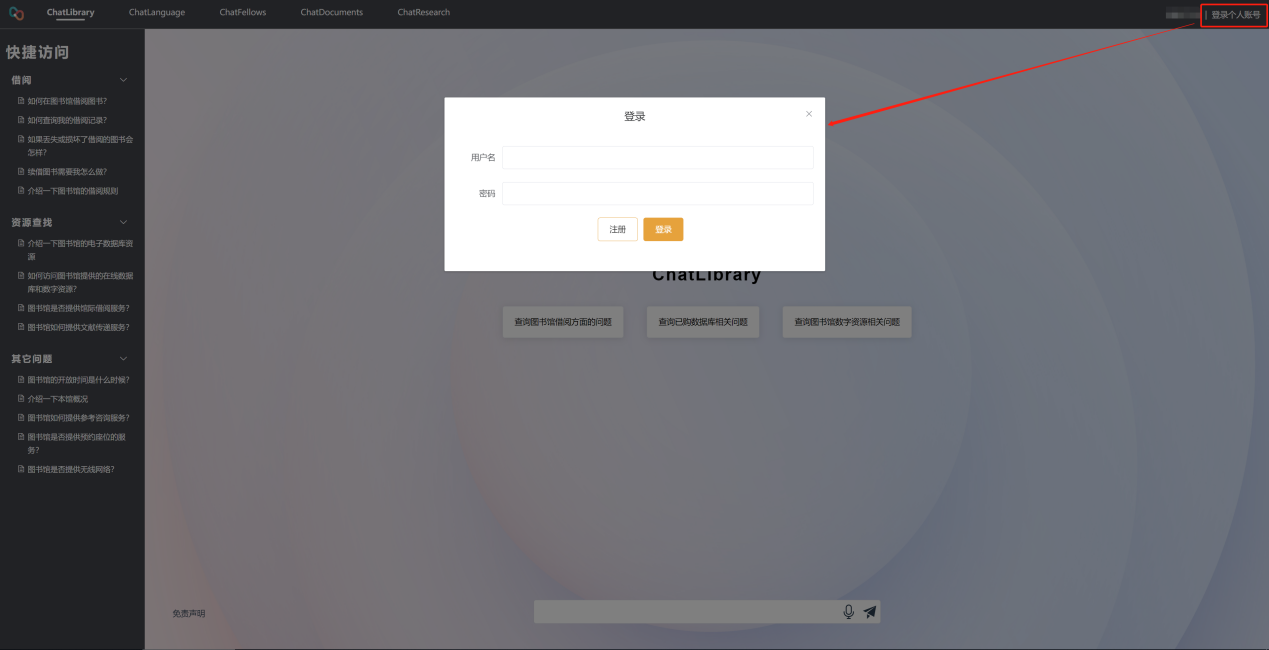 ChatLibrary
ChatLanguage
ChatFellows
ChatDocuments
ChatResearch
| 登录个人账号
快捷访问
借阅
如何在图书馆借阅图书?
如何查询我的借阅记录?
如果丢失或损坏了借阅的图书会
怎样?
续借图书需要我怎么做?
介绍一下图书馆的借阅规则
资源查找
介绍一下图书馆的电子数据库资
源
如何访问图书馆提供的在线数据
库和数字资源?
图书馆是否提供馆际借阅服务?
图书馆如何提供文献传递服务?
其它问题
图书馆的开放时间是什么时候?
介绍一下本馆概况
图书馆如何提供参考咨询服务?
图书馆是否提供预约座位的服
务?
图书馆是否提供无线网络?
登录
用户名
密码
注册
登录
ChatLibrary
查询图书馆借阅方面的问题
查询已购数据库相关问题
查询图书馆数字资源相关问题
免责声明